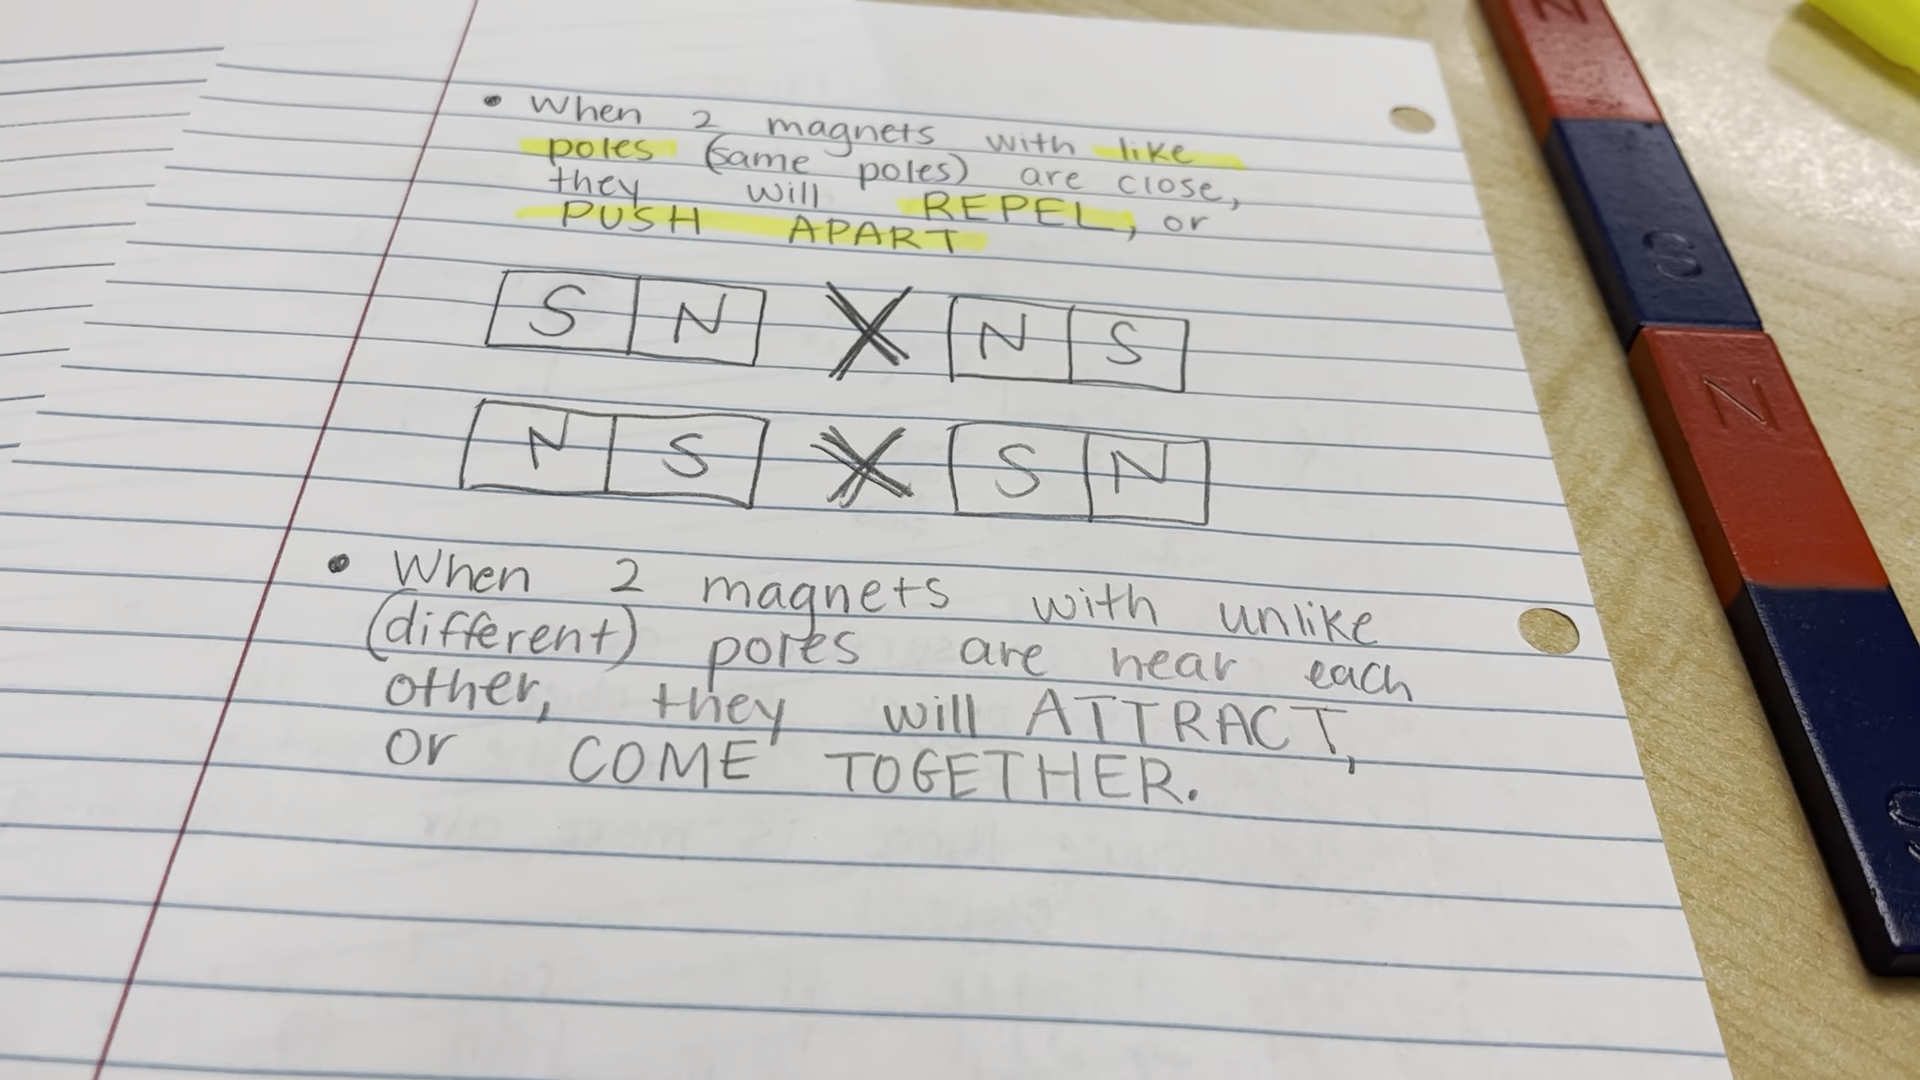 • When 2 magnets with like
poles (same poles) are close,
they will REPEL, or
PUSH APART
S N X N S
N S X S N
• When 2 magnets with unlike
(different) poles are near each
other, they will ATTRACT,
or COME TOGETHER.
N
S
N
S